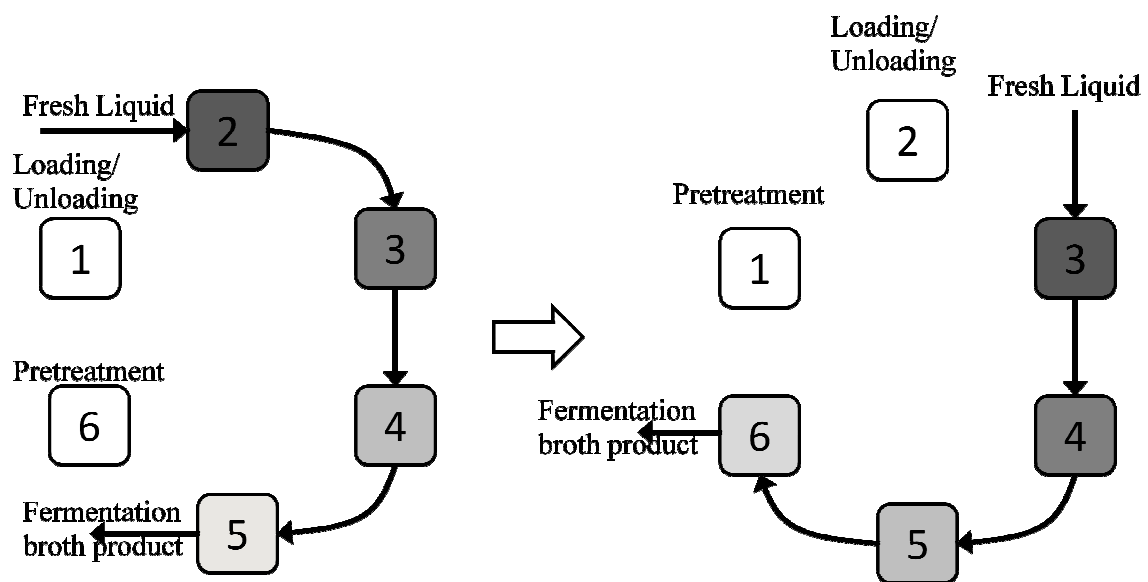 Fresh Liquid
2
Loading/
Unloading
1
3
Pretreatment
6
4
Fermentation
broth product
5
Loading/
Unloading
Fresh Liquid
2
Pretreatment
1
3
Fermentation
broth product
6
4
5